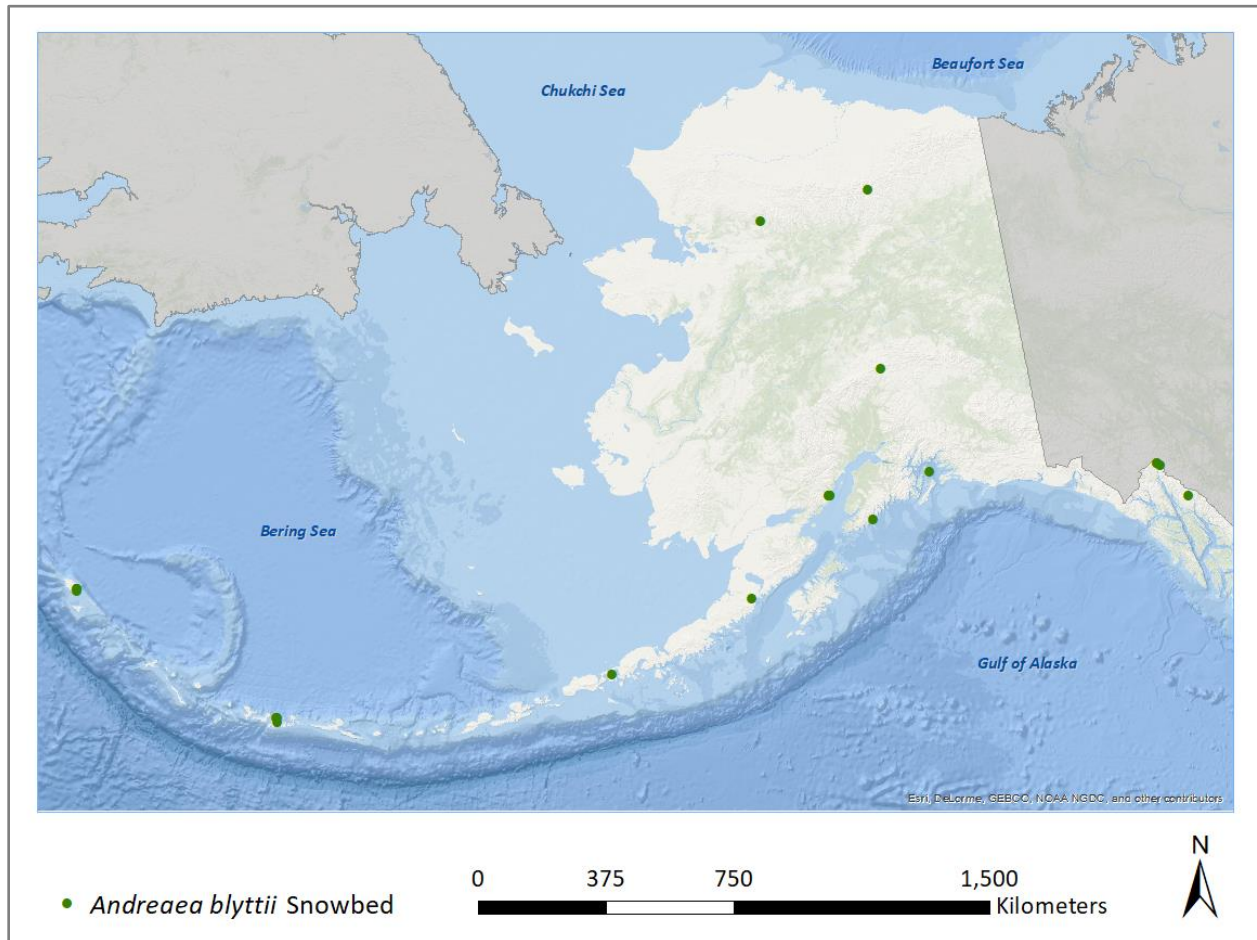 Beaufort Sea
Chukchi Sea
Bering Sea
Gulf of Alaska
Esri, DeLorme, GEBCO, NOAA NGDC, and other contributors
N
0 375 750 1,500
Andreaea blyttii Snowbed
Kilometers